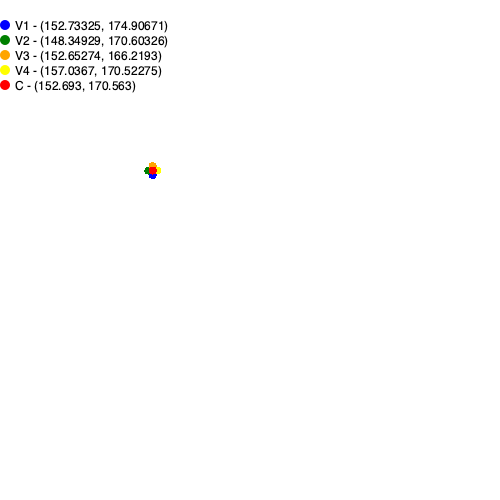 V1 - (152.73325, 174.90671)
V2 - (148.34929, 170.60326)
V3 - (152.65274, 166.2193)
V4 - (157.0367, 170.52275)
C - (152.693, 170.563)